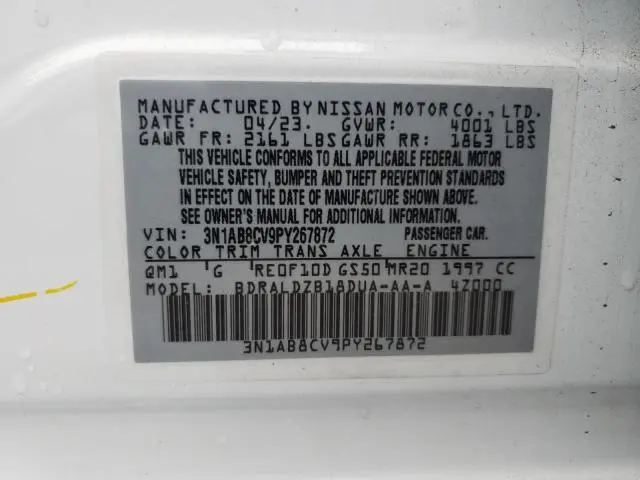 MANUFACTURED BY NISSAN MOTOR CO., LTD.
DATE: 04/23. GVWR: 4001 LBS
GAWR FR: 2161 LBS GAWR RR: 1863 LBS
THIS VEHICLE CONFORMS TO ALL APPLICABLE FEDERAL MOTOR
VEHICLE SAFETY, BUMPER AND THEFT PREVENTION STANDARDS
IN EFFECT ON THE DATE OF MANUFACTURE SHOWN ABOVE.
SEE OWNER'S MANUAL FOR ADDITIONAL INFORMATION.
VIN: 3N1AB8CV9PY267872 PASSENGER CAR.
COLOR TRIM TRANS AXLE ENGINE
QM1 G RE0F10D GS50 MR20 1997 CC
MODEL: BDRALDZB18DUA-AA-A 4Z000
3N1AB8CV9PY267872